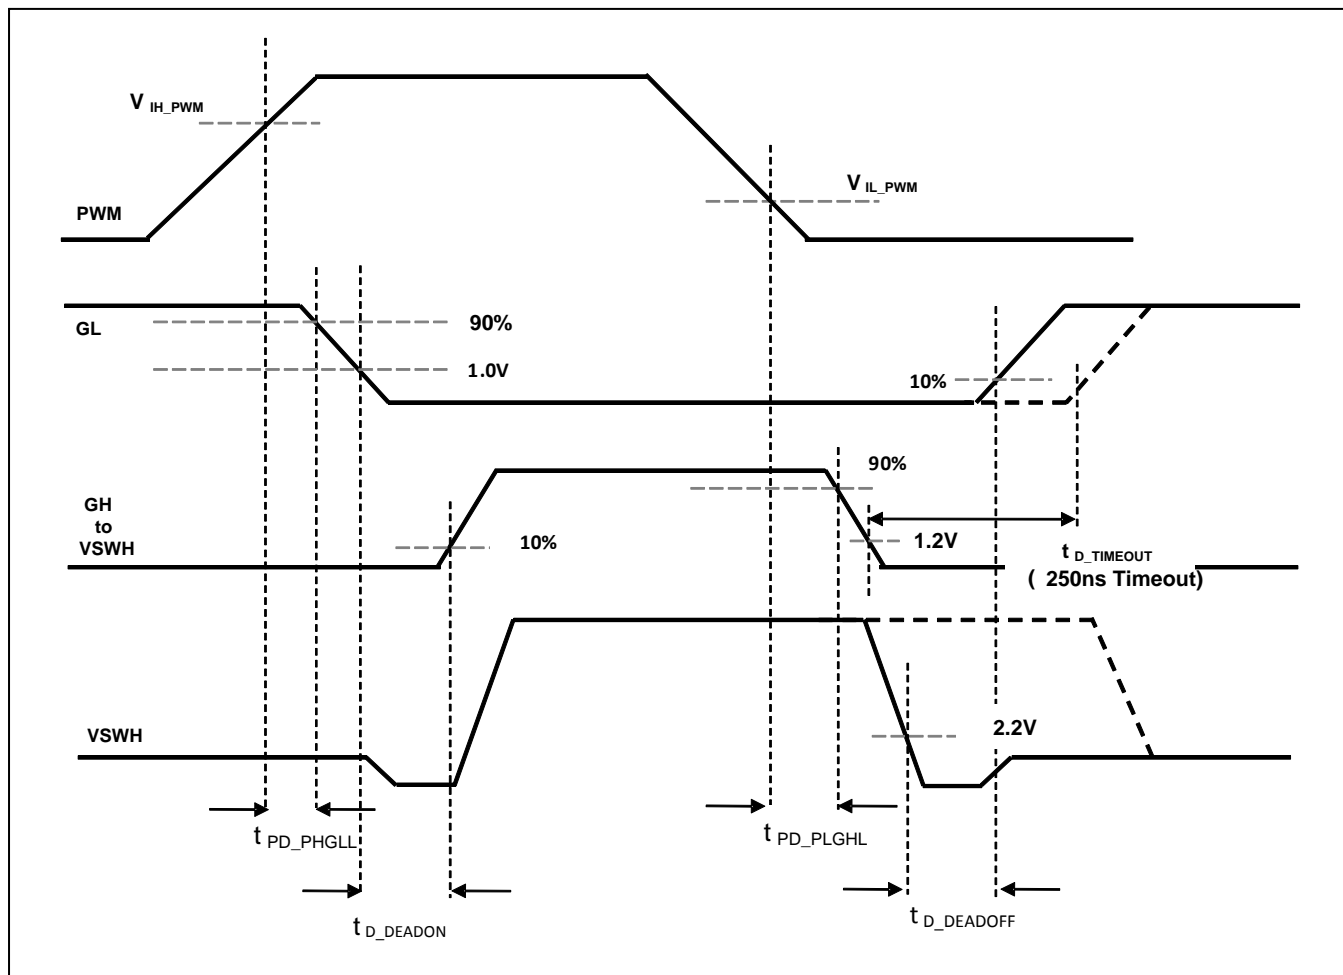 V IH_PWM
V IL_PWM
PWM
GL
90%
1.0V
10%
90%
GH
to
VSWH
10%
1.2V
t D_TIMEOUT
( 250ns Timeout)
2.2V
VSWH
t PD_PHGLL
t PD_PLGHL
t D_DEADON
t D_DEADOFF